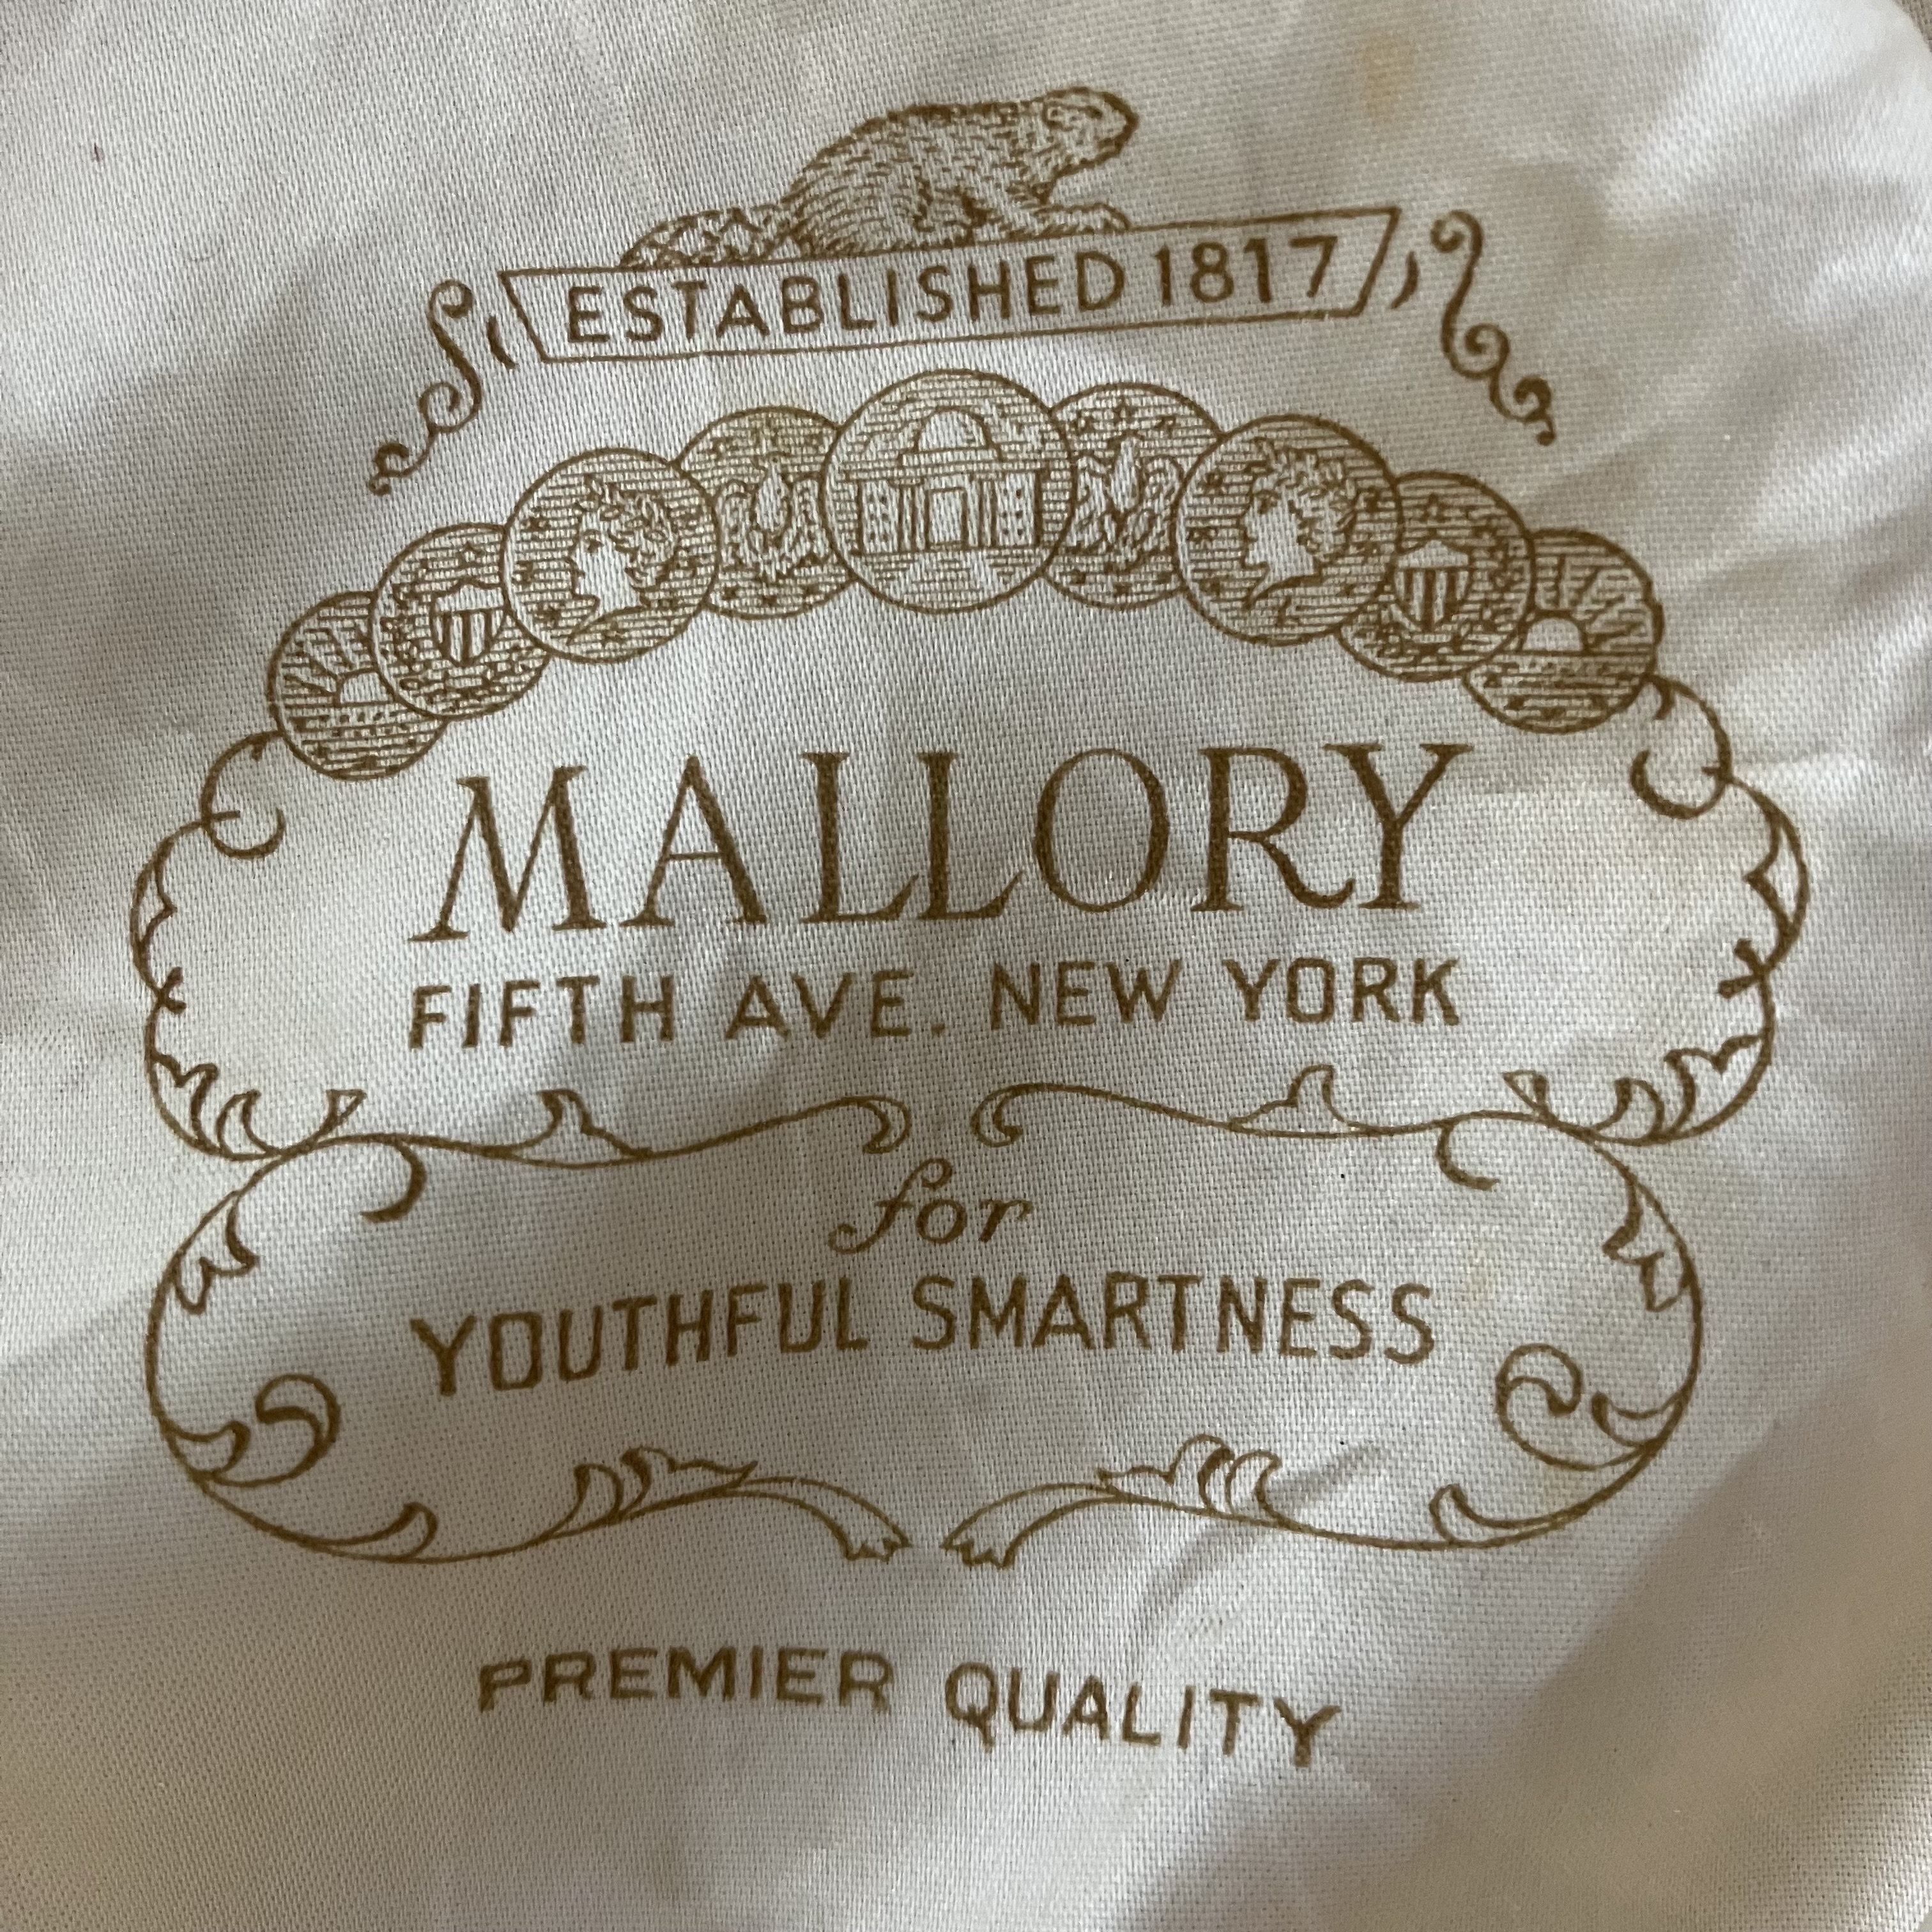 ESTABLISHED 1817
MALLORY
FIFTH AVE. NEW YORK
for
YOUTHFUL SMARTNESS
PREMIER QUALITY